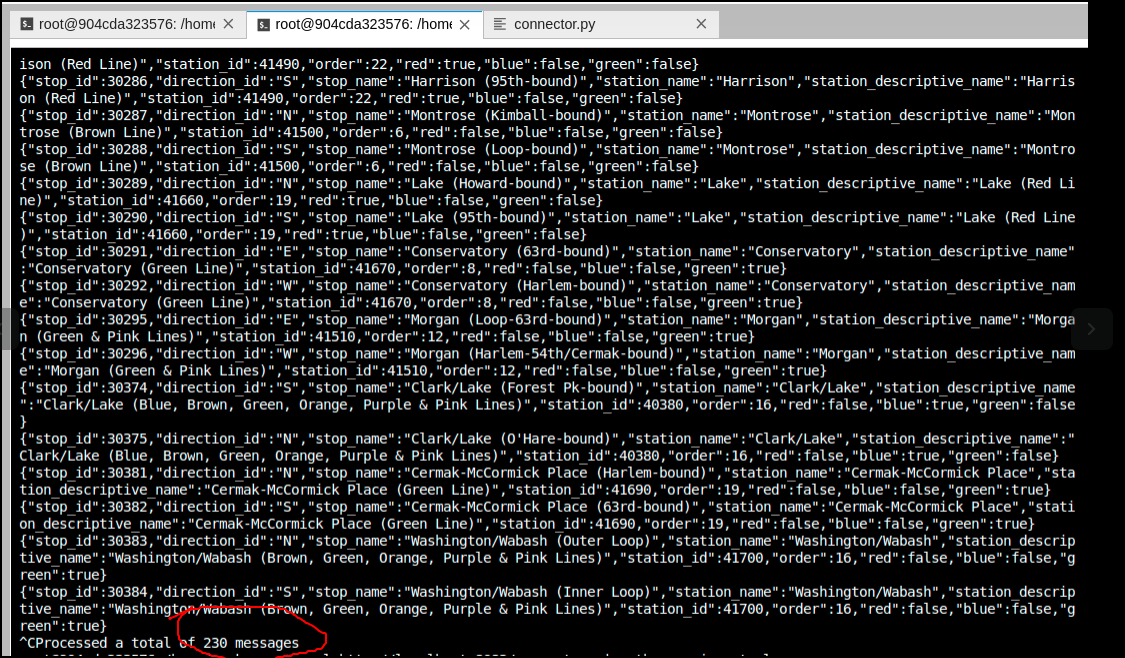 root@904cda323576: /home
root@904cda323576: /home
connector.py
ison (Red Line)","station_id":41490,"order":22,"red":true,"blue":false,"green":false}
{"stop_id":30286,"direction_id":"S","stop_name":"Harrison (95th-bound)","station_name":"Harrison","station_descriptive_name":"Harris
on (Red Line)","station_id":41490,"order":22,"red":true,"blue":false,"green":false}
{"stop_id":30287,"direction_id":"N","stop_name":"Montrose (Kimball-bound)","station_name":"Montrose","station_descriptive_name":"Mon
trose (Brown Line)","station_id":41500,"order":6,"red":false,"blue":false,"green":false}
{"stop_id":30288,"direction_id":"S","stop_name":"Montrose (Loop-bound)","station_name":"Montrose","station_descriptive_name":"Montro
se (Brown Line)","station_id":41500,"order":6,"red":false,"blue":false,"green":false}
{"stop_id":30289,"direction_id":"N","stop_name":"Lake (Howard-bound)","station_name":"Lake","station_descriptive_name":"Lake (Red Li
ne)","station_id":41660,"order":19,"red":true,"blue":false,"green":false}
{"stop_id":30290,"direction_id":"S","stop_name":"Lake (95th-bound)","station_name":"Lake","station_descriptive_name":"Lake (Red Line
)","station_id":41660,"order":19,"red":true,"blue":false,"green":false}
{"stop_id":30291,"direction_id":"E","stop_name":"Conservatory (63rd-bound)","station_name":"Conservatory","station_descriptive_name"
:"Conservatory (Green Line)","station_id":41670,"order":8,"red":false,"blue":false,"green":true}
{"stop_id":30292,"direction_id":"W","stop_name":"Conservatory (Harlem-bound)","station_name":"Conservatory","station_descriptive_nam
e":"Conservatory (Green Line)","station_id":41670,"order":8,"red":false,"blue":false,"green":true}
{"stop_id":30295,"direction_id":"E","stop_name":"Morgan (Loop-63rd-bound)","station_name":"Morgan","station_descriptive_name":"Morga
n (Green & Pink Lines)","station_id":41510,"order":12,"red":false,"blue":false,"green":true}
{"stop_id":30296,"direction_id":"W","stop_name":"Morgan (Harlem-54th/Cermak-bound)","station_name":"Morgan","station_descriptive_nam
e":"Morgan (Green & Pink Lines)","station_id":41510,"order":12,"red":false,"blue":false,"green":true}
{"stop_id":30374,"direction_id":"S","stop_name":"Clark/Lake (Forest Pk-bound)","station_name":"Clark/Lake","station_descriptive_name
":"Clark/Lake (Blue, Brown, Green, Orange, Purple & Pink Lines)","station_id":40380,"order":16,"red":false,"blue":true,"green":false
}
{"stop_id":30375,"direction_id":"N","stop_name":"Clark/Lake (O'Hare-bound)","station_name":"Clark/Lake","station_descriptive_name":"
Clark/Lake (Blue, Brown, Green, Orange, Purple & Pink Lines)","station_id":40380,"order":16,"red":false,"blue":true,"green":false}
{"stop_id":30381,"direction_id":"N","stop_name":"Cermak-McCormick Place (Harlem-bound)","station_name":"Cermak-McCormick Place","sta
tion_descriptive_name":"Cermak-McCormick Place (Green Line)","station_id":41690,"order":19,"red":false,"blue":false,"green":true}
{"stop_id":30382,"direction_id":"S","stop_name":"Cermak-McCormick Place (63rd-bound)","station_name":"Cermak-McCormick Place","stati
on_descriptive_name":"Cermak-McCormick Place (Green Line)","station_id":41690,"order":19,"red":false,"blue":false,"green":true}
{"stop_id":30383,"direction_id":"N","stop_name":"Washington/Wabash (Outer Loop)","station_name":"Washington/Wabash","station_descrip
tive_name":"Washington/Wabash (Brown, Green, Orange, Purple & Pink Lines)","station_id":41700,"order":16,"red":false,"blue":false,"g
reen":true}
{"stop_id":30384,"direction_id":"S","stop_name":"Washington/Wabash (Inner Loop)","station_name":"Washington/Wabash","station_descrip
tive_name":"Washington/Wabash (Brown, Green, Orange, Purple & Pink Lines)","station_id":41700,"order":16,"red":false,"blue":false,"g
reen":true}
^CProcessed a total of 230 messages